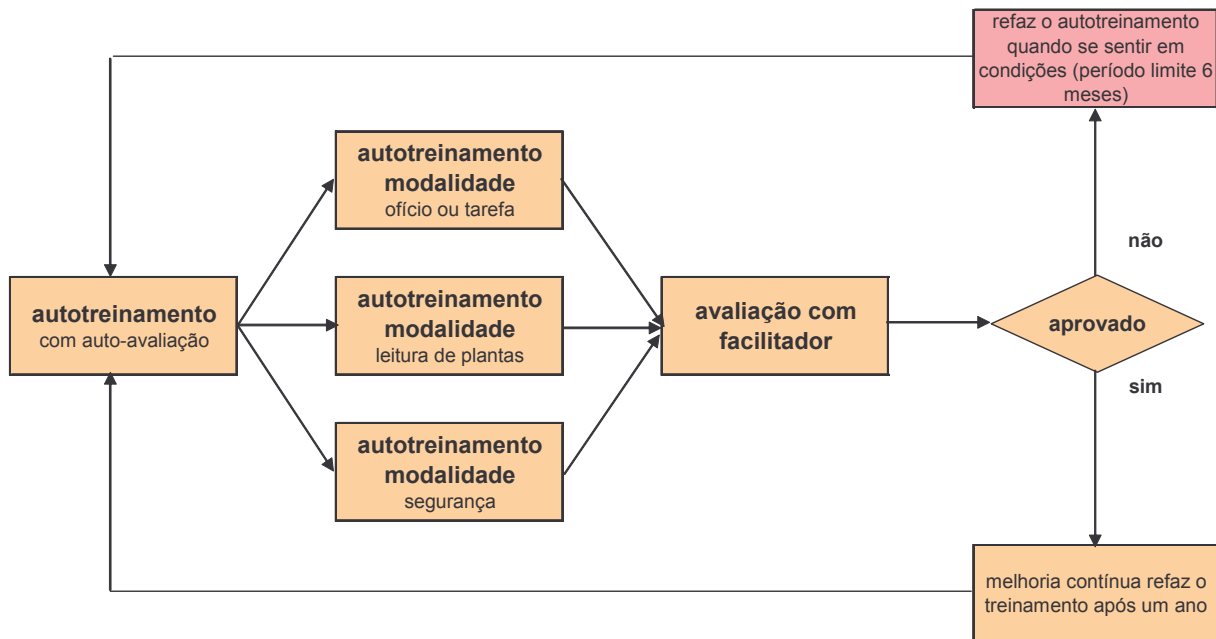 refaz o autotreinamento
quando se sentir em
condições (período limite 6
meses)
autotreinamento
modalidade
ofício ou tarefa
não
autotreinamento
com auto-avaliação
autotreinamento
modalidade
leitura de plantas
avaliação com
facilitador
aprovado
sim
autotreinamento
modalidade
segurança
melhoria contínua refaz o
treinamento após um ano